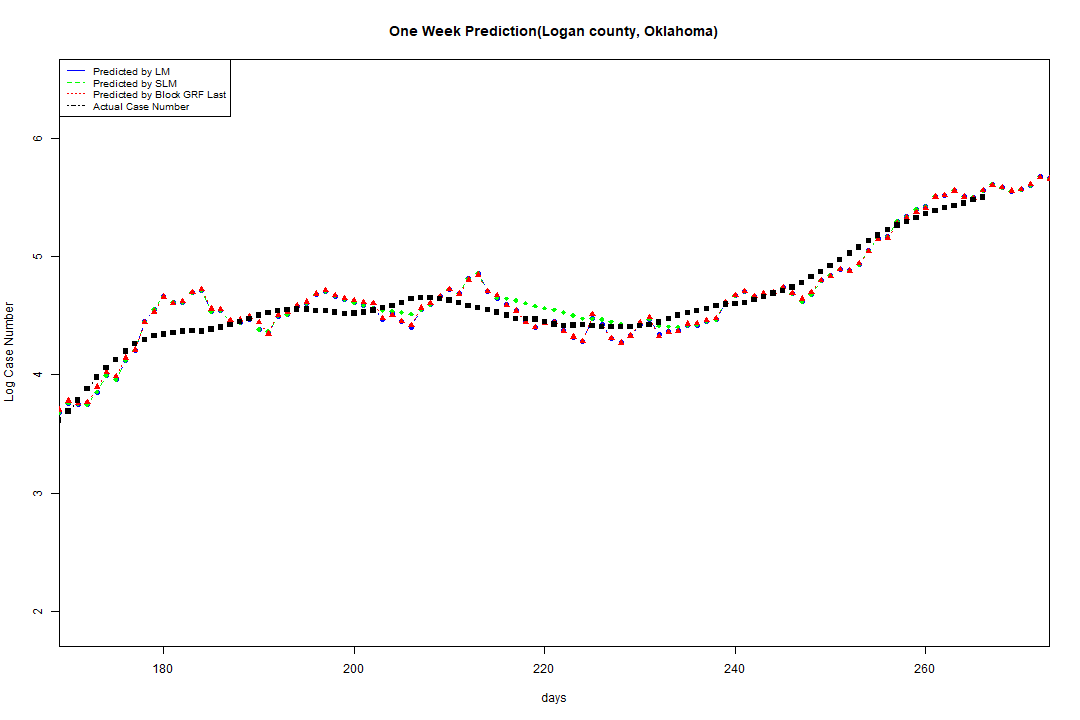 One Week Prediction(Logan county, Oklahoma)
Predicted by LM
Predicted by SLM
Predicted by Block GRF Last
Actual Case Number
6
5
4
3
2
Log Case Number
180
200
220
240
260
days